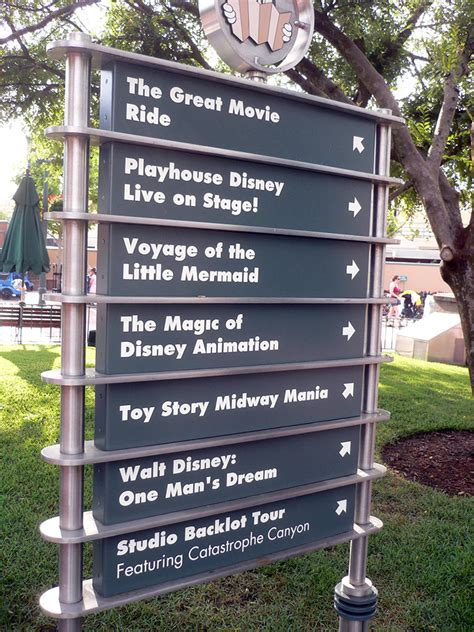 The Great Movie
Ride
Playhouse Disney
Live on Stage!
Voyage of the
Little Mermaid
The Magic of
Disney Animation
Toy Story Midway Mania
Walt Disney:
One Man's Dream
Studio Backlot Tour
Featuring Catastrophe Canyon